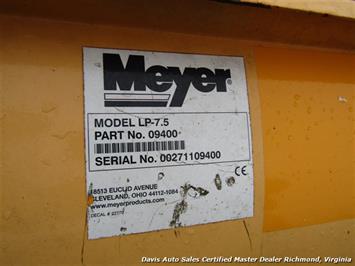 Meyer®
MODEL LP-7.5
PART No. 09400
SERIAL No. 00271109400
CE
18513 EUCLID AVENUE
CLEVELAND, OHIO 44112-1084
www.meyerproducts.com
DECAL #
Davis Auto Sales Certified Master Dealer Richmond, Virginia